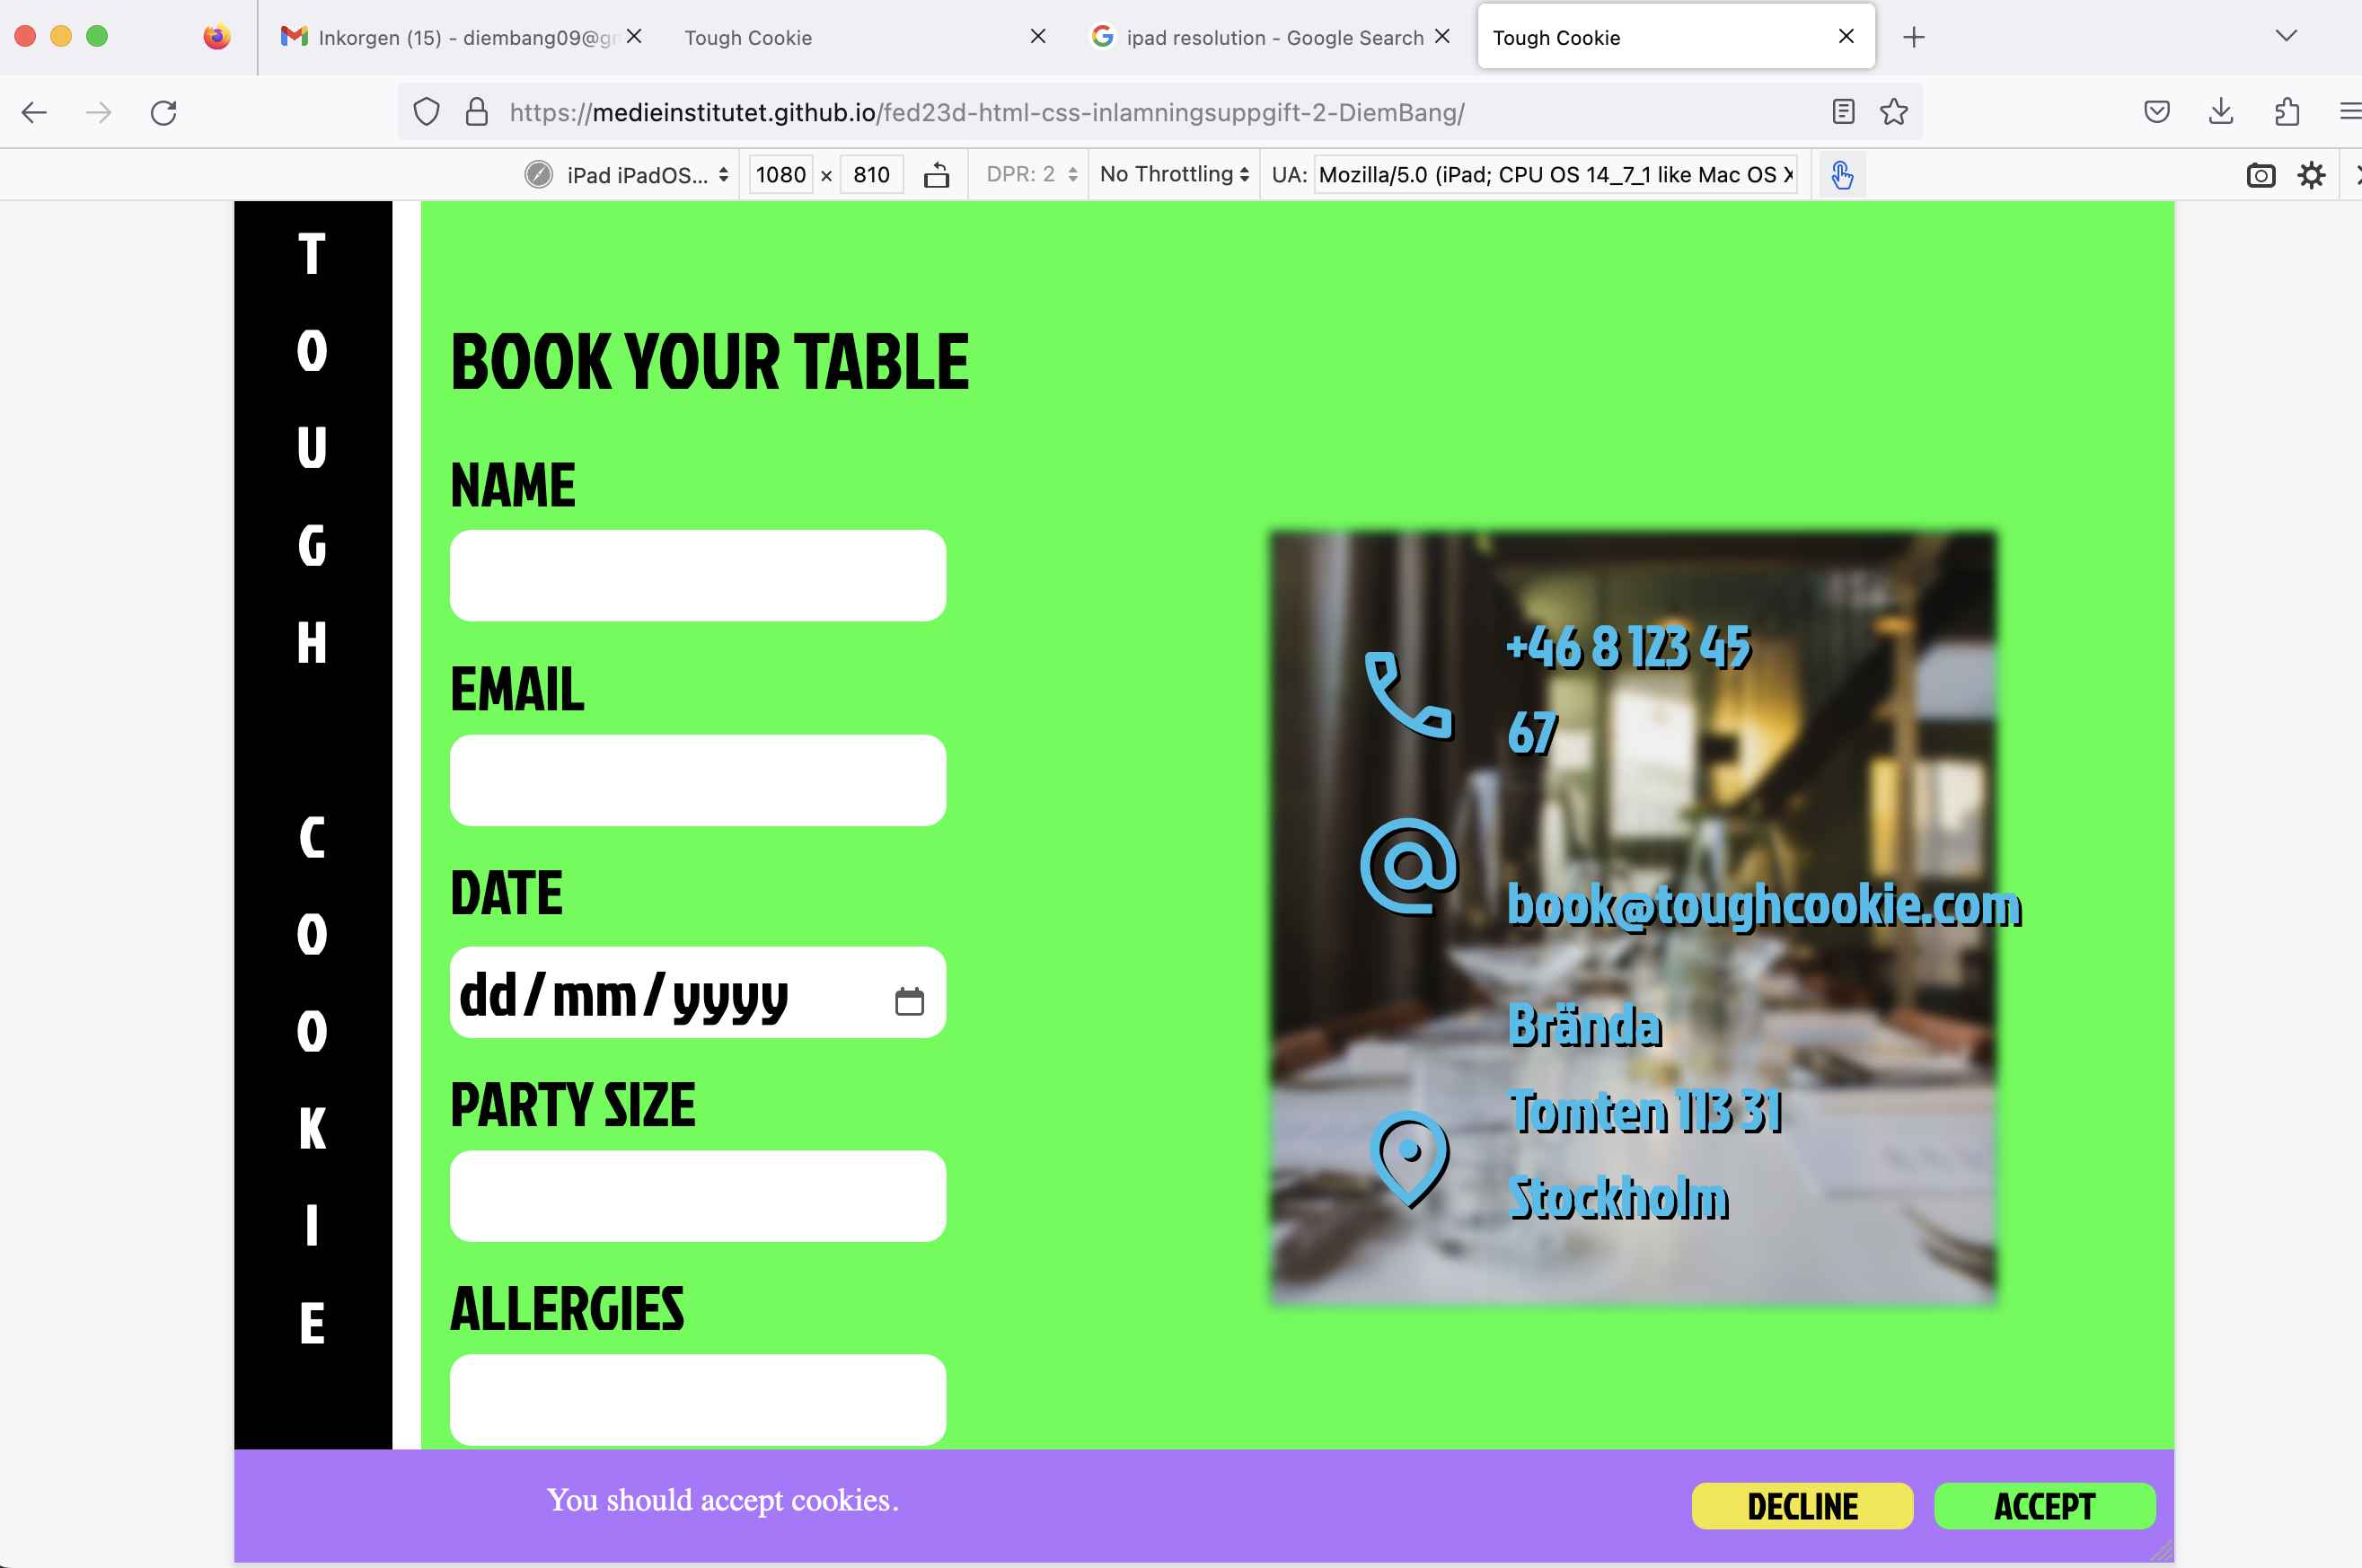 Inkorgen (15) - diembang09@gm
Tough Cookie
ipad resolution - Google Search
Tough Cookie
https://medieinstitutet.github.io/fed23d-html-css-inlamningsuppgift-2-DiemBang/
iPad iPadOS...
1080 × 810
DPR: 2
No Throttling
UA: Mozilla/5.0 (iPad; CPU OS 14_7_1 like Mac OS X
T
O
U
G
H
C
O
O
K
I
E
BOOK YOUR TABLE
NAME
EMAIL
DATE
dd/mm/yyyy
PARTY SIZE
ALLERGIES
+46 8 123 45
67
book@toughcookie.com
Brända
Tomten 113 31
Stockholm
You should accept cookies.
DECLINE
ACCEPT